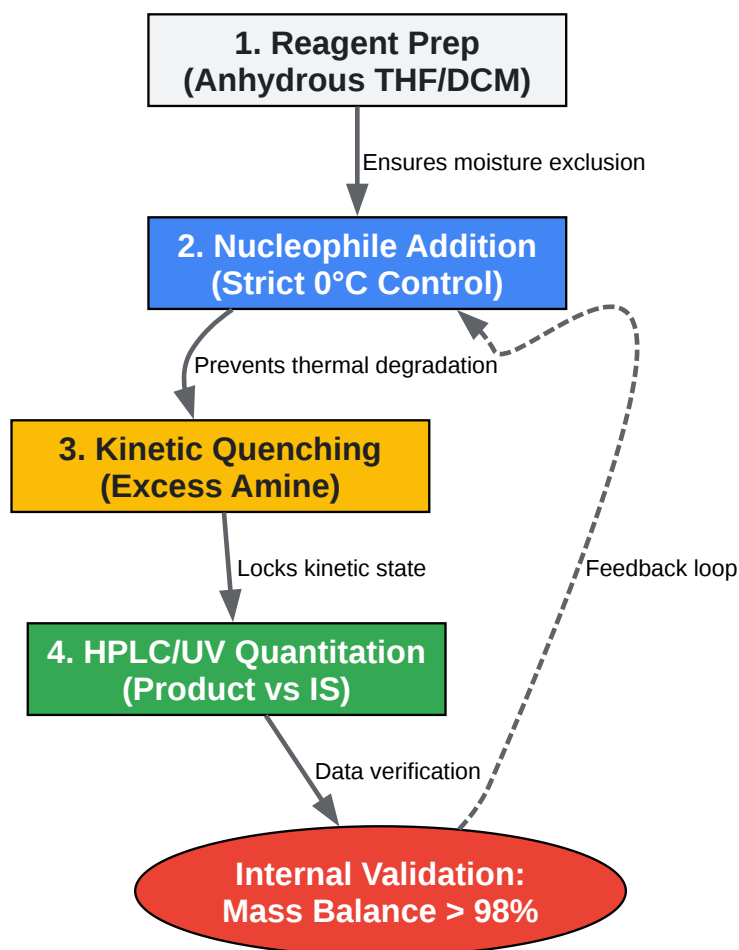 1. Reagent Prep
(Anhydrous THF/DCM)
Ensures moisture exclusion
2. Nucleophile Addition
(Strict 0°C Control)
Prevents thermal degradation
3. Kinetic Quenching
(Excess Amine)
Locks kinetic state
Feedback loop
4. HPLC/UV Quantitation
(Product vs IS)
Data verification
Internal Validation:
Mass Balance > 98%